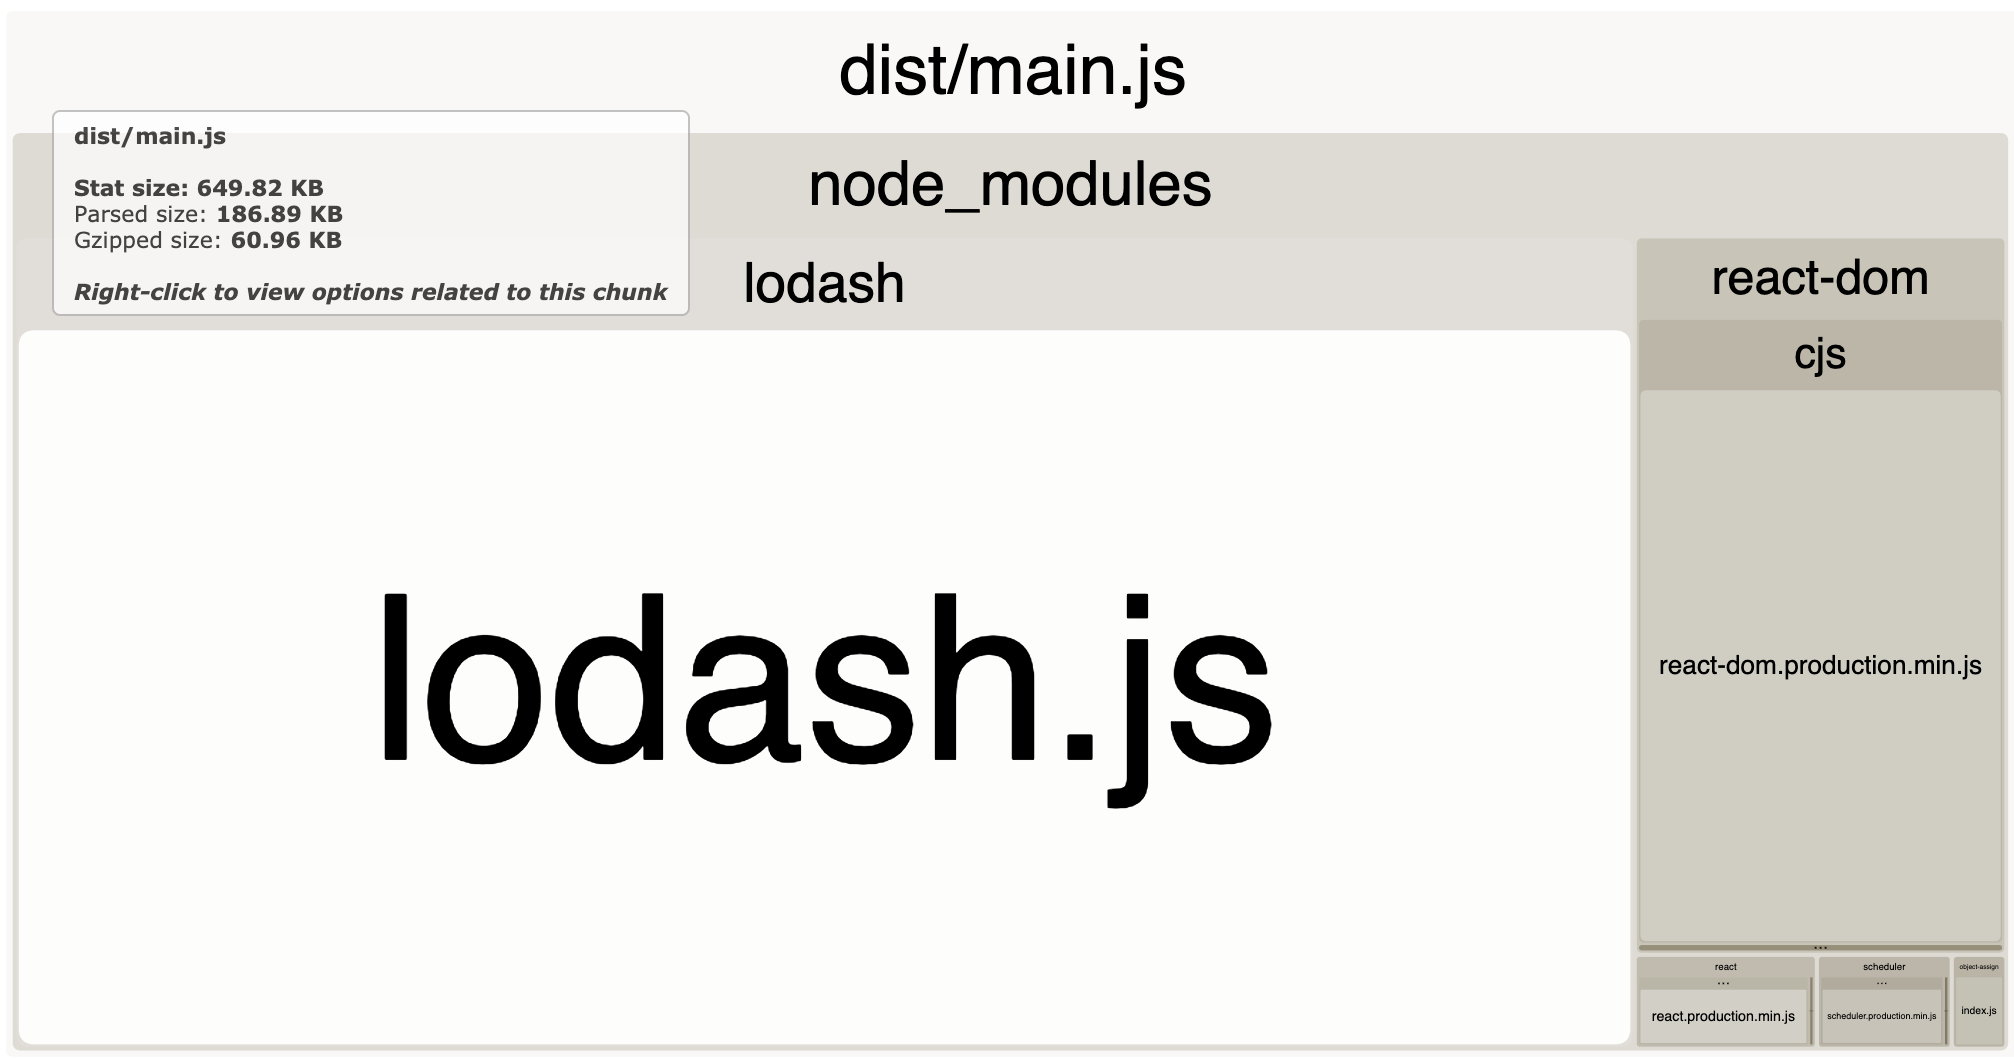 dist/main.js
dist/main.js
Stat size: 649.82 KB
Parsed size: 186.89 KB
Gzipped size: 60.96 KB
Right-click to view options related to this chunk
node_modules
lodash
lodash.js
react-dom
cjs
react-dom.production.min.js
...
react
...
react.production.min.js
scheduler
...
scheduler.production.min.js
object-assign
index.js